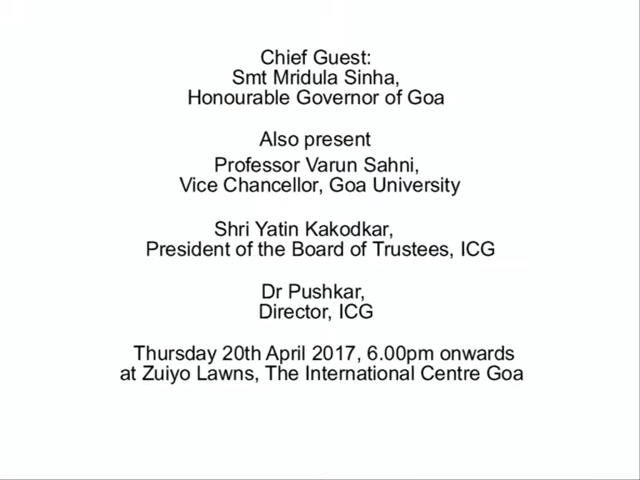 Chief Guest:
Smt Mridula Sinha,
Honourable Governor of Goa
Also present
Professor Varun Sahni,
Vice Chancellor, Goa University
Shri Yatin Kakodkar,
President of the Board of Trustees, ICG
Dr Pushkar,
Director, ICG
Thursday 20th April 2017, 6.00pm onwards
at Zuiyo Lawns, The International Centre Goa